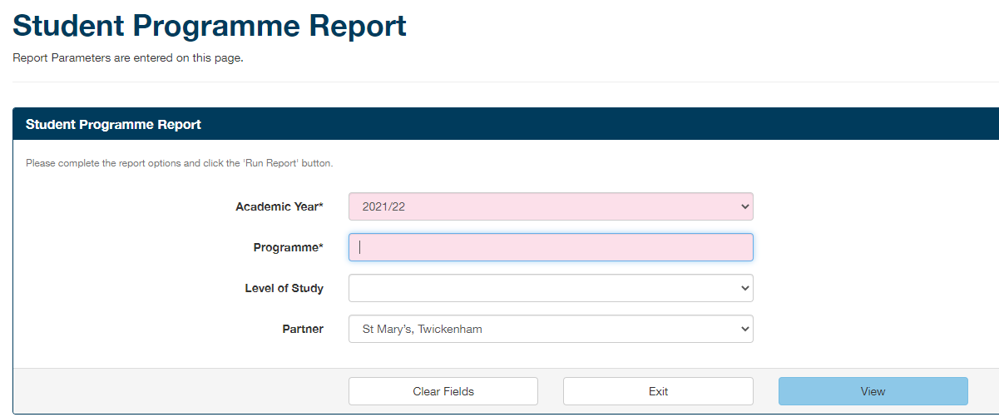 Student Programme Report
Report Parameters are entered on this page.
Student Programme Report
Please complete the report options and click the 'Run Report' button.
Academic Year* 2021/22
Programme*
Level of Study
Partner St Mary's, Twickenham
Clear Fields Exit View